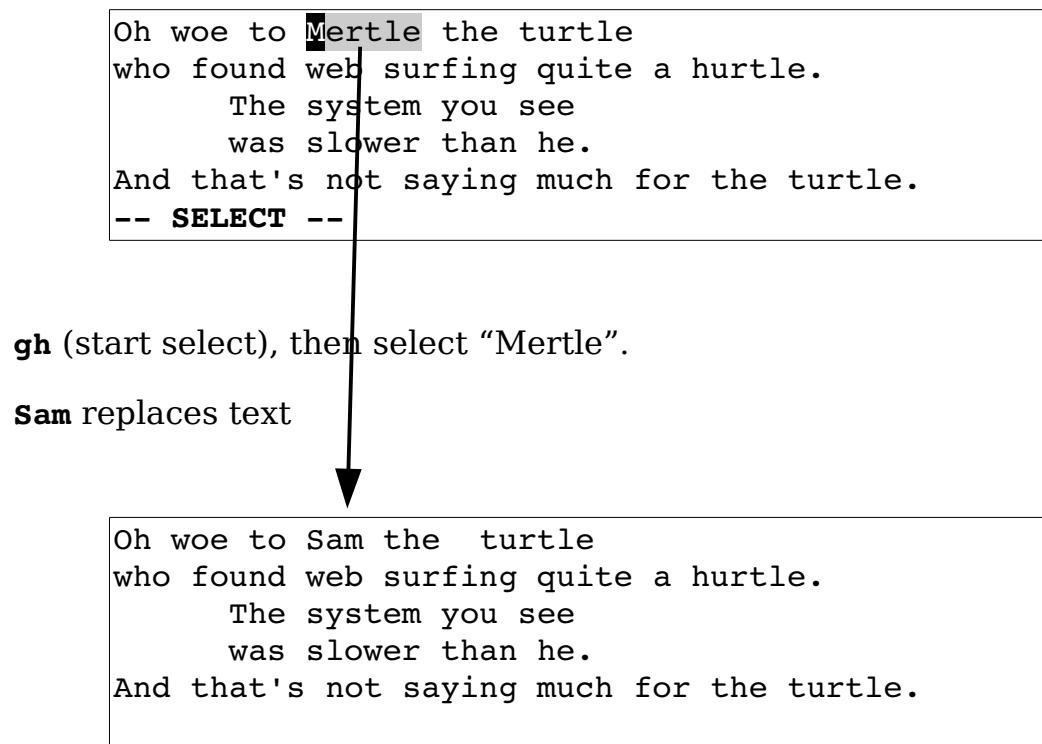 Oh woe to Mertle the turtle
who found web surfing quite a hurtle.
      The system you see
      was slower than he.
And that's not saying much for the turtle.
-- SELECT --
gh (start select), then select “Mertle”.
Sam replaces text
Oh woe to Sam the  turtle
who found web surfing quite a hurtle.
      The system you see
      was slower than he.
And that's not saying much for the turtle.